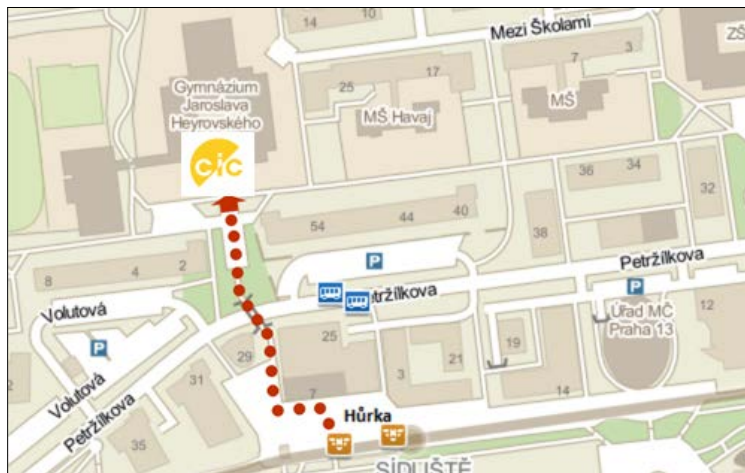 Mezi Školami
14
10
25
17
7
3
ZŠ
Gymnázium
Jaroslava
Heyrovského
MŠ Havaj
MŠ
CiC
36
34
32
54
44
40
38
8
4
2
P
Petržílkova
Volutová
Petržílkova
P
Úřad MČ
Praha 13
12
P
29
25
19
21
31
7
3
14
Volutová
Petržílkova
Hůrka
35
SÍDLIŠTĚ